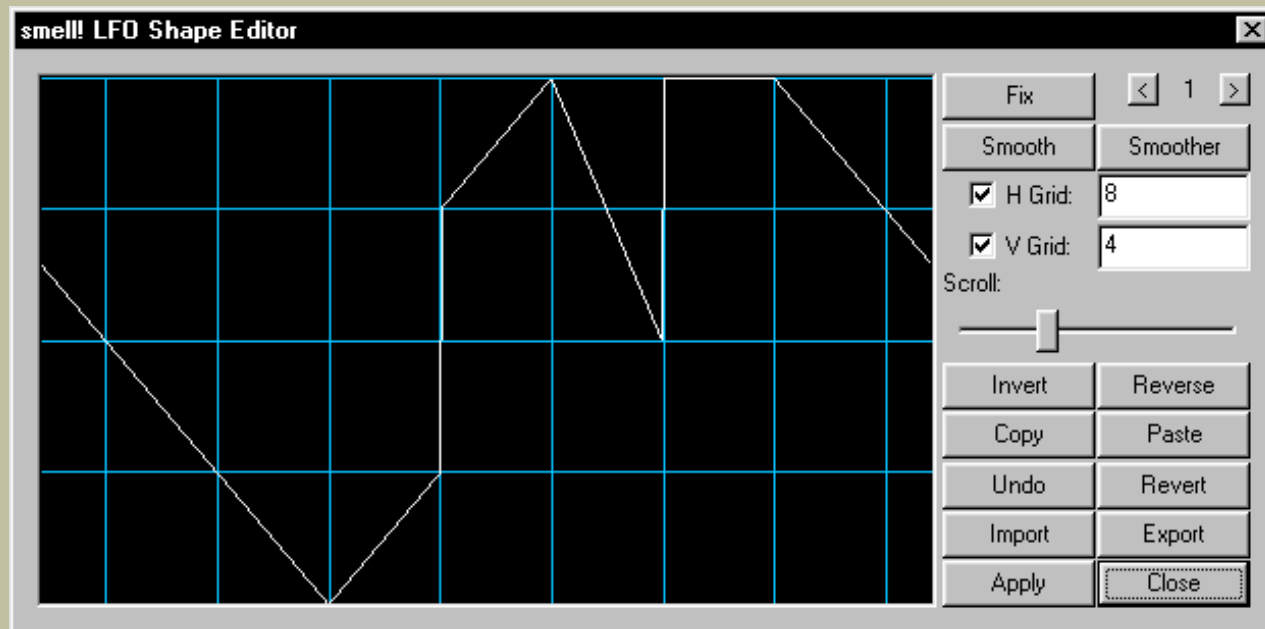 smell! LFO Shape Editor
Fix < 1 >
Smooth Smoother
H Grid: 8
V Grid: 4
Scroll:
Invert Reverse
Copy Paste
Undo Revert
Import Export
Apply Close